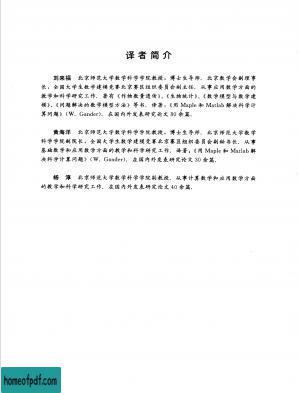 译者简介
刘来福 北京师范大学数学科学学院教授，博士生导师，北京数学会副理事
长，全国大学生数学建模竞赛北京赛区组织委员会副主任，从事应用数学方面的
教学和科学研究工作，著有《作物数量遗传》、《生物统计》、《数学模型与数学建
模》、《问题解决的数学模型方法》等书，译著：《用 Maple 和 Matlab 解决科学计
算问题》(W. Gander)，在国内外发表研究论文 30 余篇．
黄海洋 北京师范大学数学科学学院教授，博士生导师，北京师范大学数学
科学学院副院长，全国大学生数学建模竞赛北京赛区组织委员会副秘书长，从事
基础数学和应用数学方面的教学和科学研究工作，译著：《用 Maple 和 Matlab 解
决科学计算问题》(W. Gander)，在国内外发表研究论文 30 余篇．
杨淳 北京师范大学数学科学学院副教授，从事计算数学和应用数学方面
的教学和科学研究工作，在国内外发表研究论文 40 余篇．
homeofpdf.com